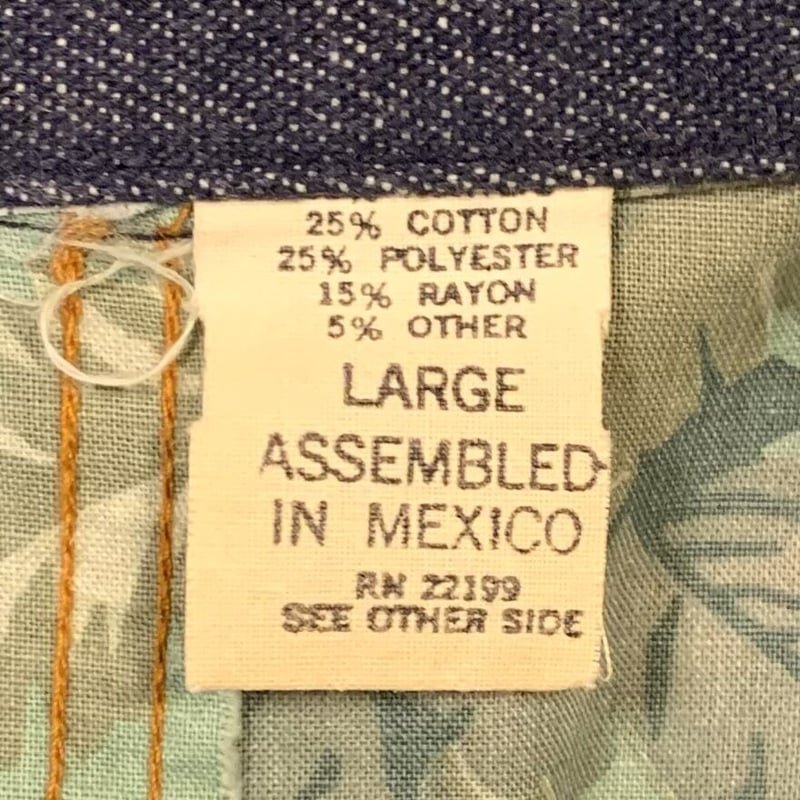 25% COTTON
25% POLYESTER
15% RAYON
5% OTHER
LARGE
ASSEMBLED
IN MEXICO
RN 22199
SEE OTHER SIDE